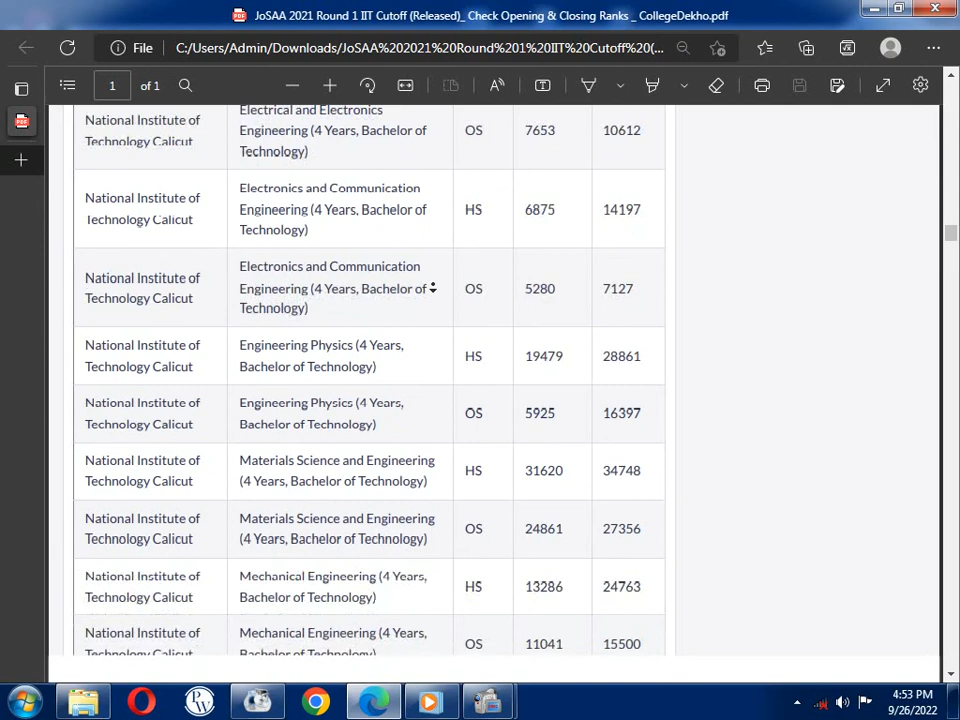 JoSAA 2021 Round 1 IIT Cutoff (Released)_ Check Opening & Closing Ranks _ CollegeDekho.pdf
File C:/Users/Admin/Downloads/JoSAA%202021%20Round%201%20IIT%20Cutoff%20(...
1 of 1
National Institute of
Technology Calicut
Electrical and Electronics
Engineering (4 Years, Bachelor of
Technology)
OS 7653 10612
National Institute of
Technology Calicut
Electronics and Communication
Engineering (4 Years, Bachelor of
Technology)
HS 6875 14197
National Institute of
Technology Calicut
Electronics and Communication
Engineering (4 Years, Bachelor of
Technology)
OS 5280 7127
National Institute of
Technology Calicut
Engineering Physics (4 Years,
Bachelor of Technology)
HS 19479 28861
National Institute of
Technology Calicut
Engineering Physics (4 Years,
Bachelor of Technology)
OS 5925 16397
National Institute of
Technology Calicut
Materials Science and Engineering
(4 Years, Bachelor of Technology)
HS 31620 34748
National Institute of
Technology Calicut
Materials Science and Engineering
(4 Years, Bachelor of Technology)
OS 24861 27356
National Institute of
Technology Calicut
Mechanical Engineering (4 Years,
Bachelor of Technology)
HS 13286 24763
National Institute of
Technology Calicut
Mechanical Engineering (4 Years,
Bachelor of Technology)
OS 11041 15500
PW
4:53 PM
9/26/2022